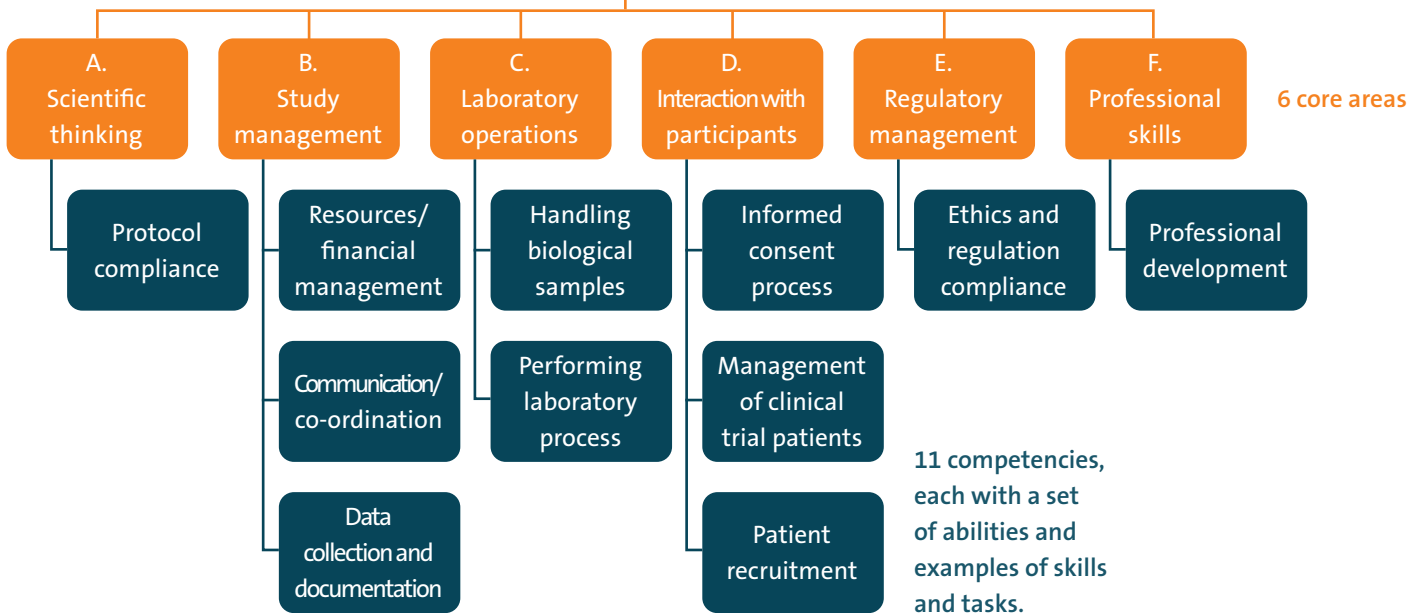 A.
Scientific
thinking
B.
Study
management
C.
Laboratory
operations
D.
Interaction with
participants
E.
Regulatory
management
F.
Professional
skills
6 core areas
Protocol
compliance
Resources/
financial
management
Handling
biological
samples
Informed
consent
process
Ethics and
regulation
compliance
Professional
development
Communication/
co-ordination
Performing
laboratory
process
Management
of clinical
trial patients
Data
collection and
documentation
Patient
recruitment
11 competencies,
each with a set
of abilities and
examples of skills
and tasks.